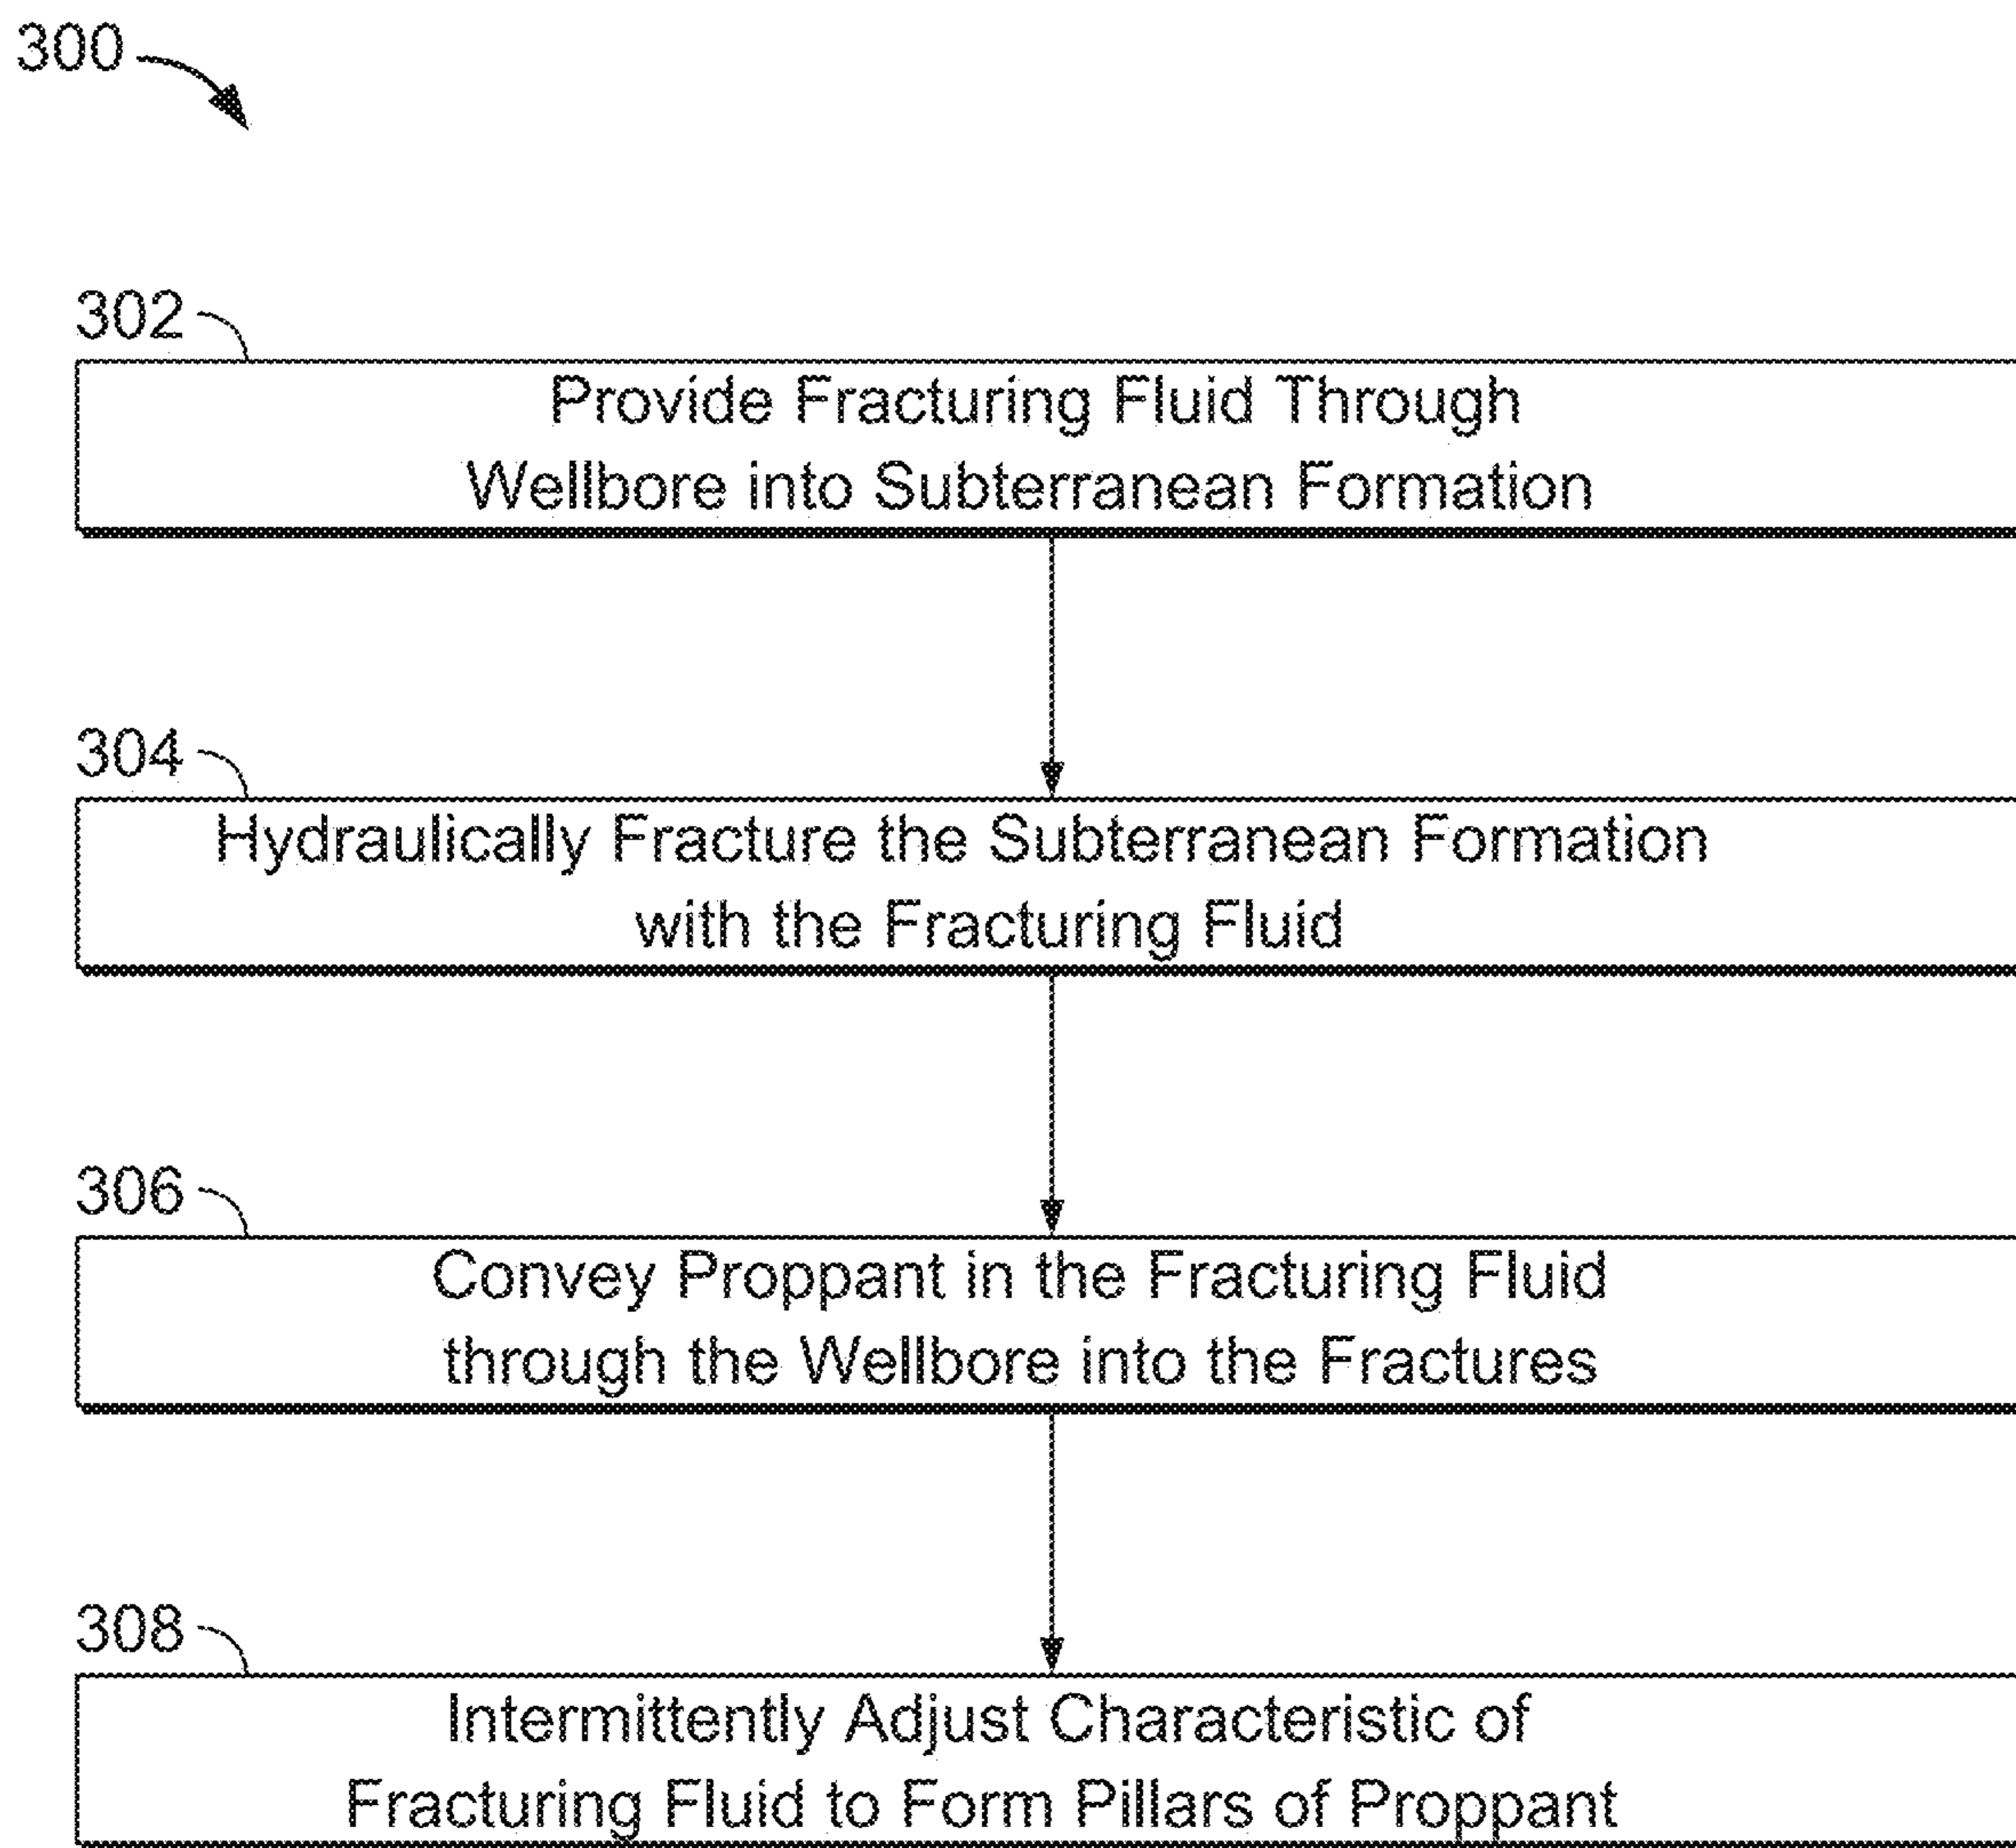 300
302
Provide Fracturing Fluid Through
Wellbore into Subterranean Formation
304
Hydraulically Fracture the Subterranean Formation
with the Fracturing Fluid
306
Convey Proppant in the Fracturing Fluid
through the Wellbore into the Fractures
308
Intermittently Adjust Characteristic of
Fracturing Fluid to Form Pillars of Proppant